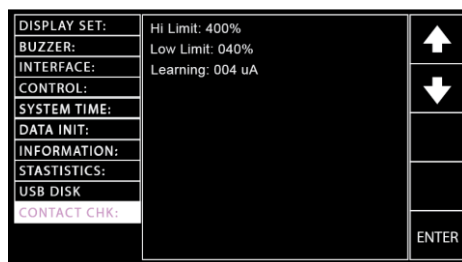 DISPLAY SET:
BUZZER:
INTERFACE:
CONTROL:
SYSTEM TIME:
DATA INIT:
INFORMATION:
STASTISTICS:
USB DISK
CONTACT CHK:
Hi Limit: 400%
Low Limit: 040%
Learning: 004 uA
ENTER